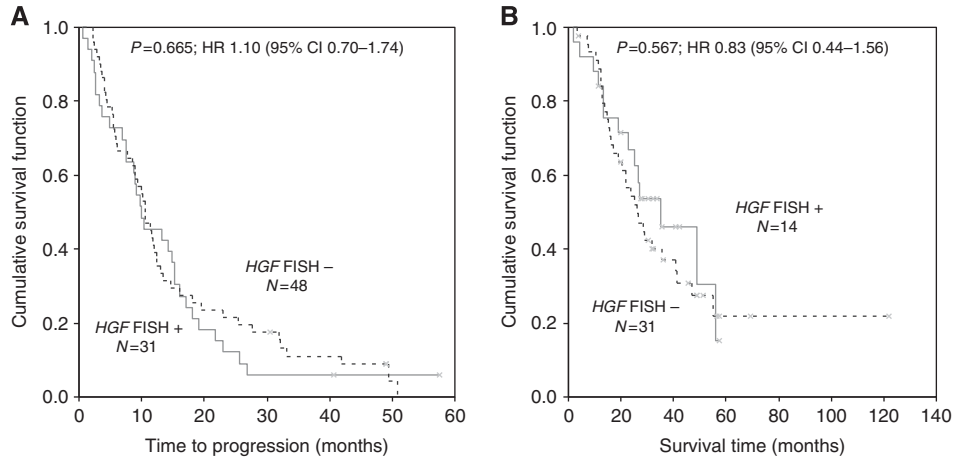 A
P=0.665; HR 1.10 (95% CI 0.70–1.74)
Cumulative survival function
1.0
0.8
0.6
0.4
0.2
0.0
HGF FISH –
N=48
HGF FISH +
N=31
0 10 20 30 40 50 60
Time to progression (months)
B
P=0.567; HR 0.83 (95% CI 0.44–1.56)
Cumulative survival function
1.0
0.8
0.6
0.4
0.2
0.0
HGF FISH +
N=14
HGF FISH –
N=31
0 20 40 60 80 100 120 140
Survival time (months)